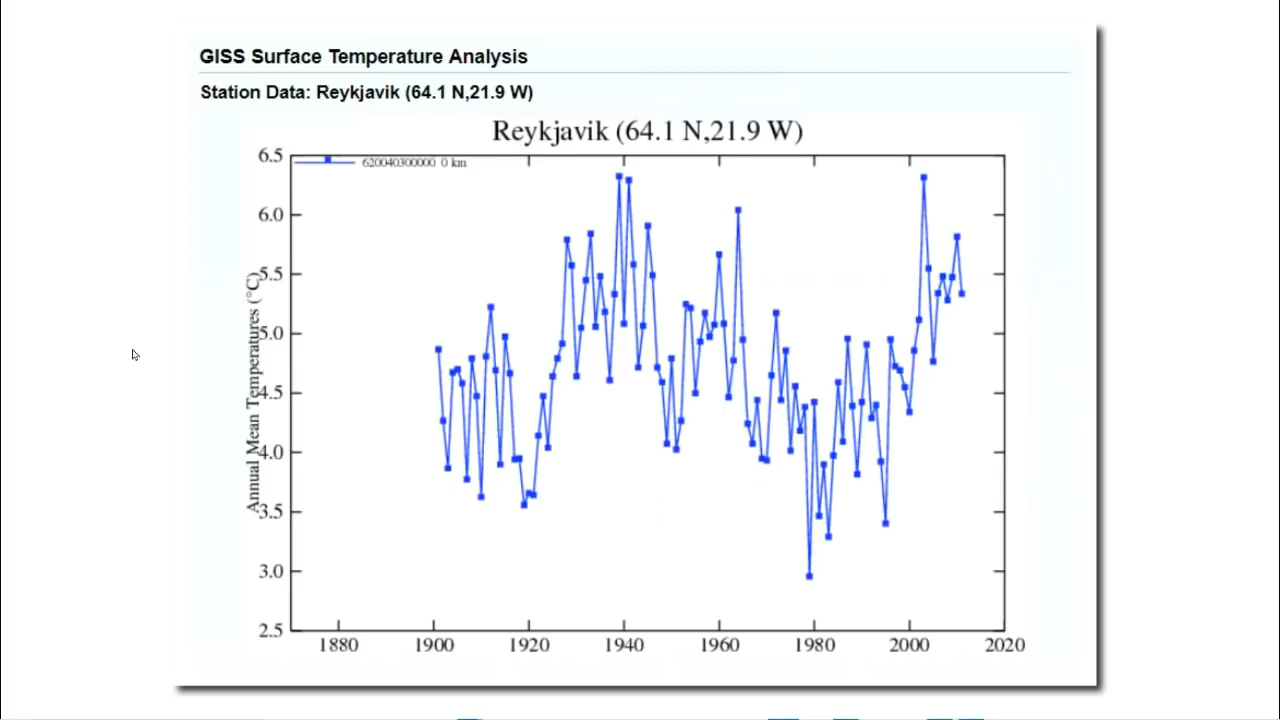 GISS Surface Temperature Analysis
Station Data: Reykjavik (64.1 N,21.9 W)
Reykjavik (64.1 N,21.9 W)
620040300000 0 km
6.5
6.0
5.5
5.0
4.5
4.0
3.5
3.0
2.5
Annual Mean Temperatures (°C)
1880 1900 1920 1940 1960 1980 2000 2020